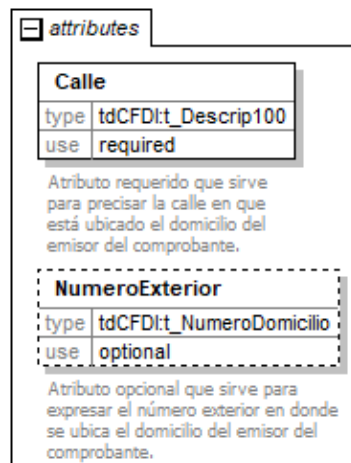 attributes
Calle
type tdCFDI:t_Descrip100
use required
Atributo requerido que sirve
para precisar la calle en que
está ubicado el domicilio del
emisor del comprobante.
NumeroExterior
type tdCFDI:t_NumeroDomicilio
use optional
Atributo opcional que sirve para
expresar el número exterior en donde
se ubica el domicilio del emisor del
comprobante.